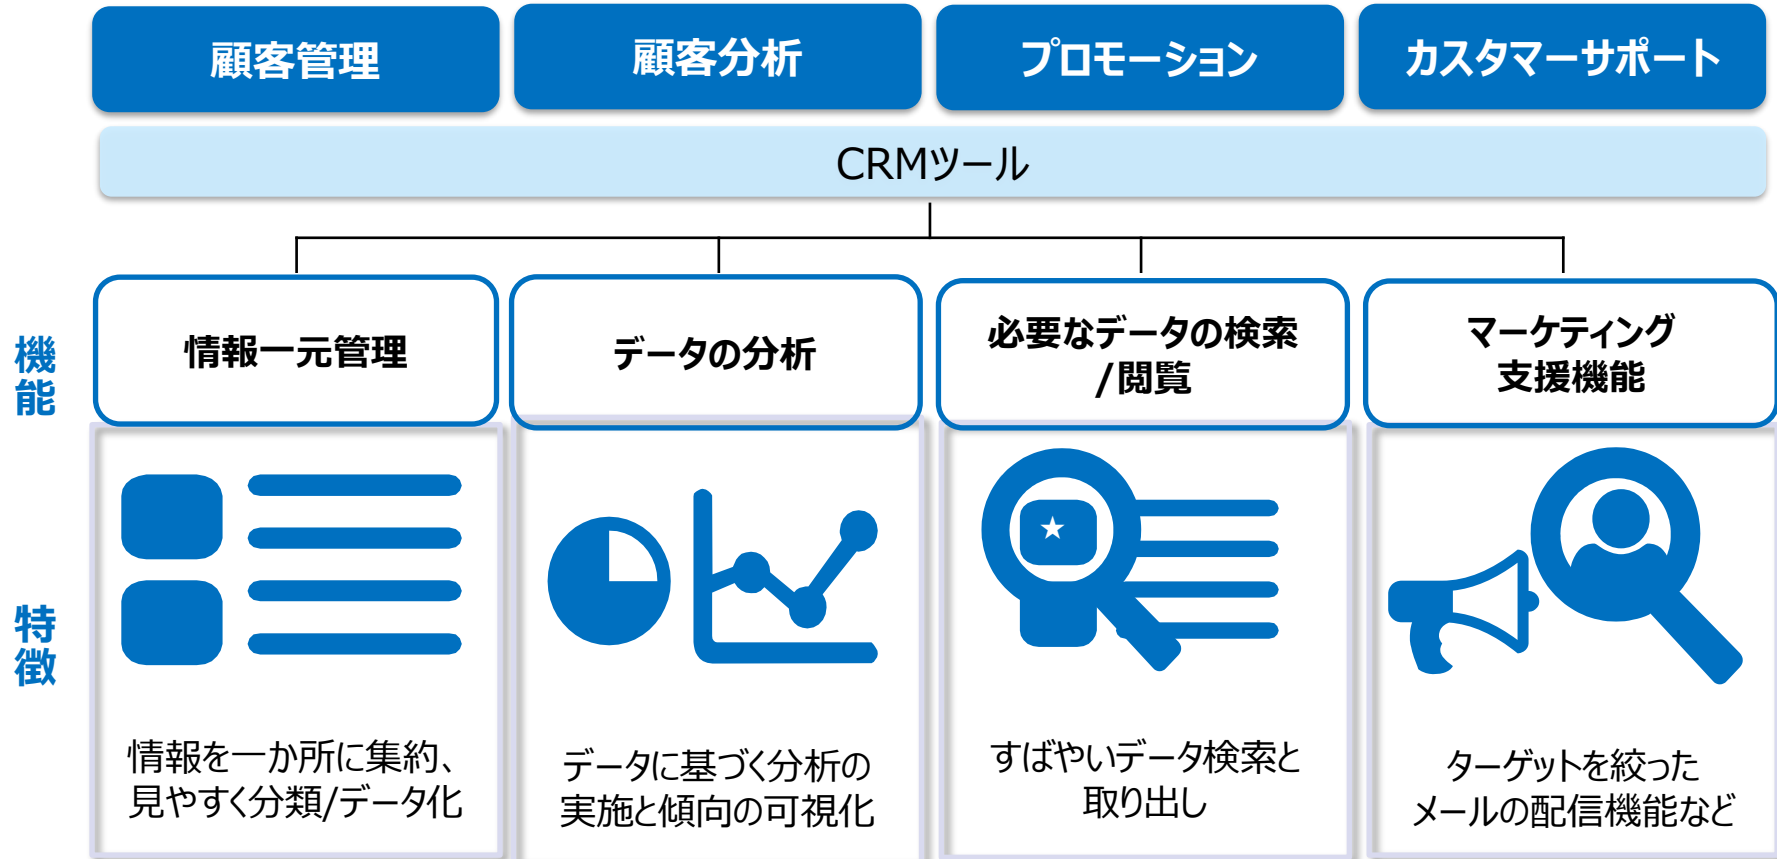 顧客管理
顧客分析
プロモーション
カスタマーサポート
CRMツール
機能
情報一元管理
データの分析
必要なデータの検索
/閲覧
マーケティング
支援機能
特徴
情報を一か所に集約、
見やすく分類/データ化
データに基づく分析の
実施と傾向の可視化
すばやいデータ検索と
取り出し
ターゲットを絞った
メールの配信機能など